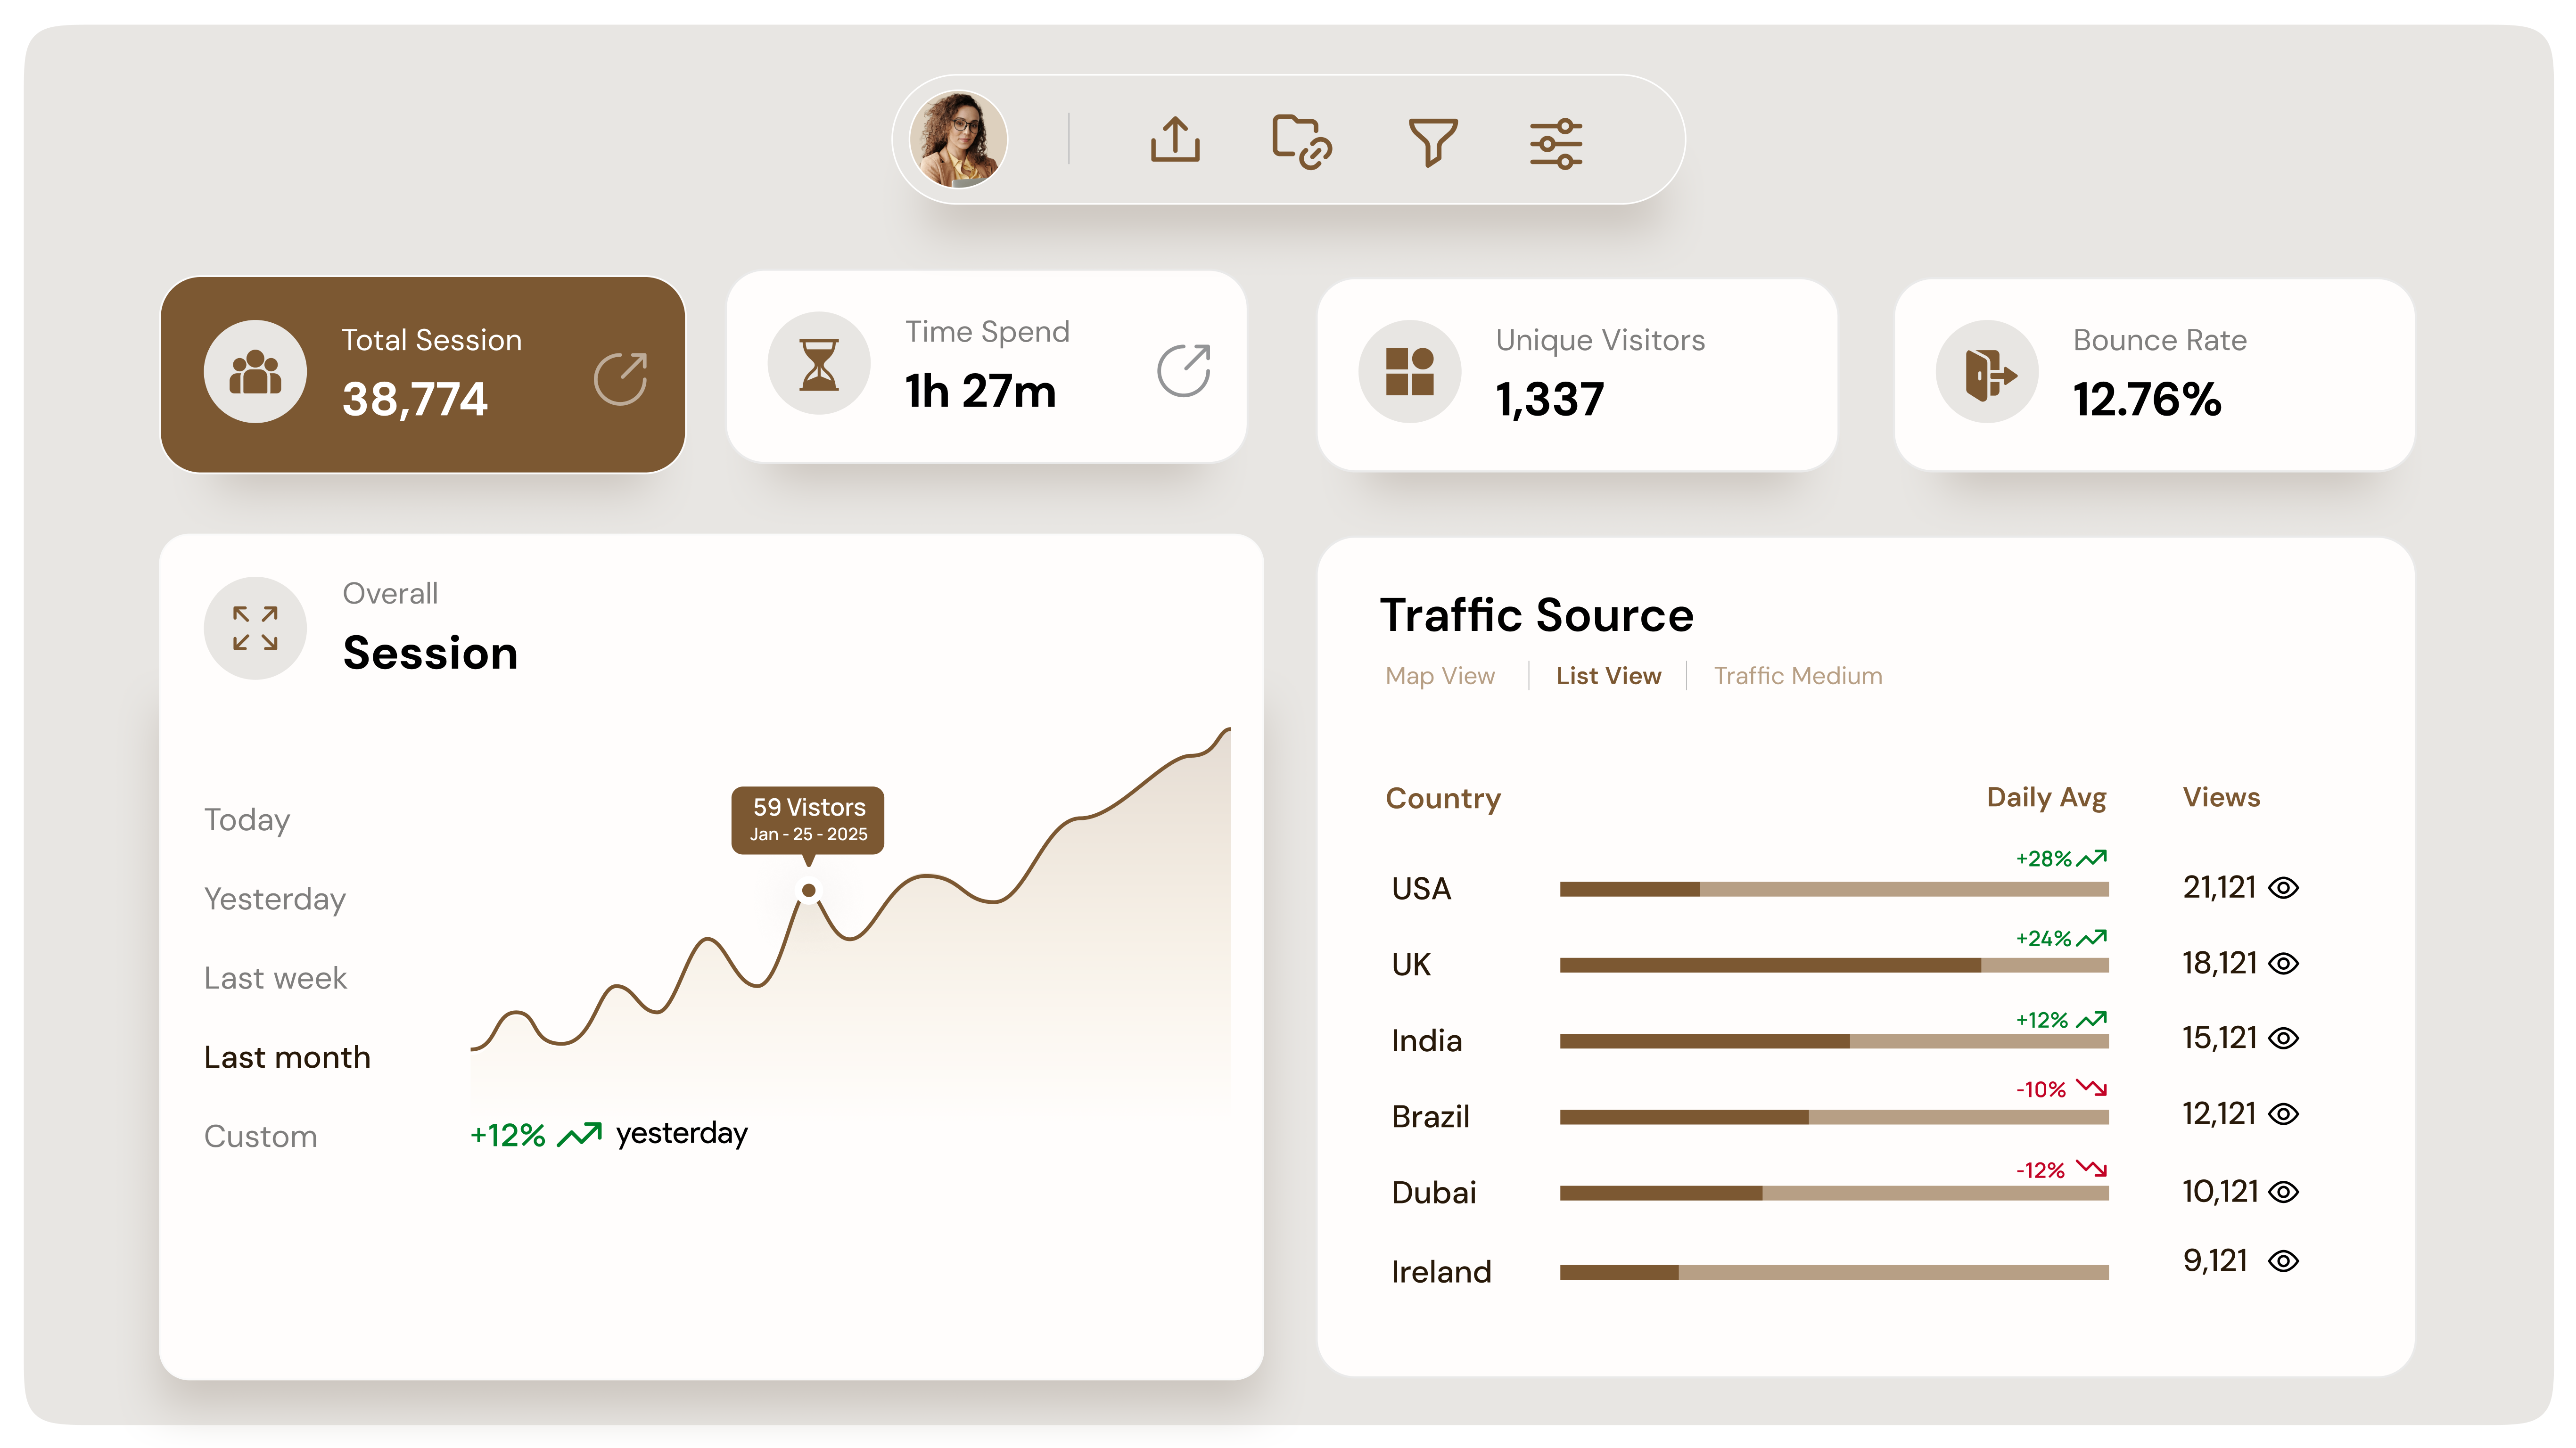 Total Session
38,774
Time Spend
1h 27m
Unique Visitors
1,337
Bounce Rate
12.76%
Overall
Session
Today
Yesterday
Last week
Last month
Custom
59 Vistors
Jan - 25 - 2025
+12% yesterday
Traffic Source
Map View List View Traffic Medium
Country Daily Avg Views
+28%
USA 21,121
+24%
UK 18,121
+12%
India 15,121
-10%
Brazil 12,121
-12%
Dubai 10,121
Ireland 9,121